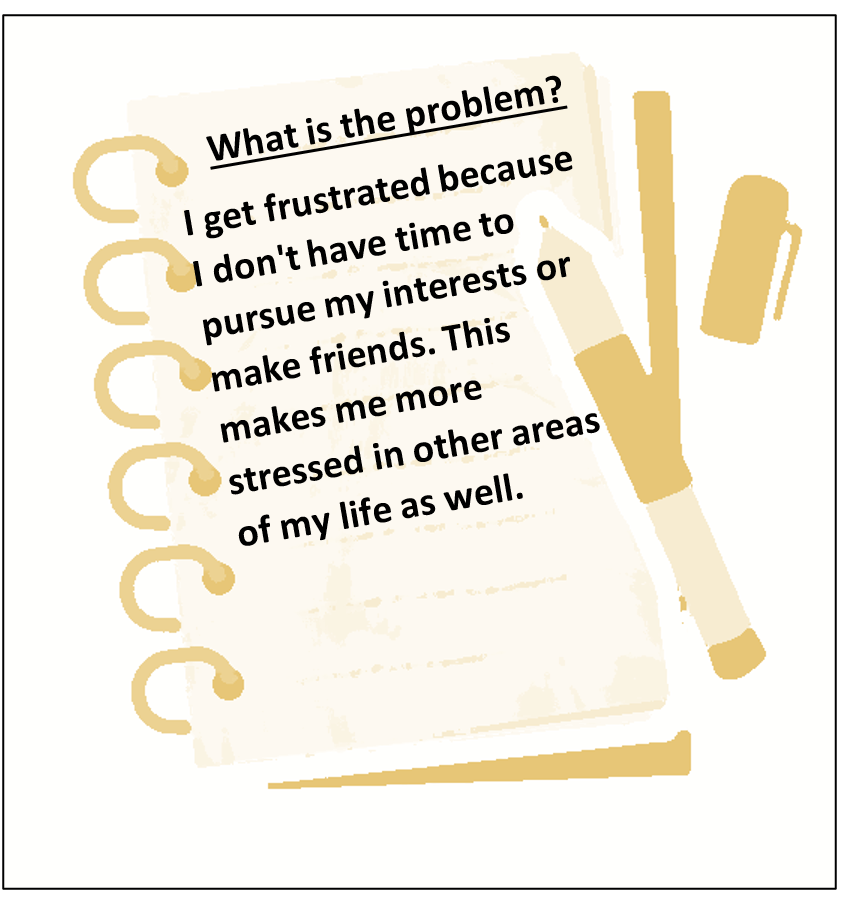 What is the problem?
I get frustrated because
I don't have time to
pursue my interests or
make friends. This
makes me more
stressed in other areas
of my life as well.